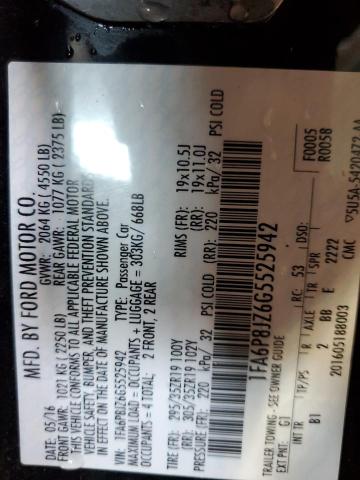 MFD. BY FORD MOTOR CO.
DATE: 05/16 GVWR: 2064 KG ( 4550 LB)
FRONT GAWR: 1021 KG ( 2250 LB) REAR GAWR: 1077 KG ( 2375 LB)
THIS VEHICLE CONFORMS TO ALL APPLICABLE FEDERAL MOTOR
VEHICLE SAFETY, BUMPER, AND THEFT PREVENTION STANDARDS
IN EFFECT ON THE DATE OF MANUFACTURE SHOWN ABOVE.
VIN: 1FA6P8JZ6G5525942 TYPE: Passenger Car
MAXIMUM LOAD = OCCUPANTS + LUGGAGE = 303KG/ 668LB
OCCUPANTS = 4 TOTAL: 2 FRONT, 2 REAR
TIRE (FR): 295/35ZR19 100Y RIMS (FR): 19x10.5J
(RR): 305/35ZR19 102Y (RR): 19x11.0J
PRESSURE (FR): 220 kPa/ 32 PSI COLD (RR): 220 kPa/ 32 PSI COLD
1FA6P8JZ6G5525942
TRAILER TOWING - SEE OWNER GUIDE F0005
EXT PNT: G1 RC: 53 DSO: R005B
INT TR TP/PS R AXLE TR SPR
B1 2 BB E 2222
201605188003 CMC